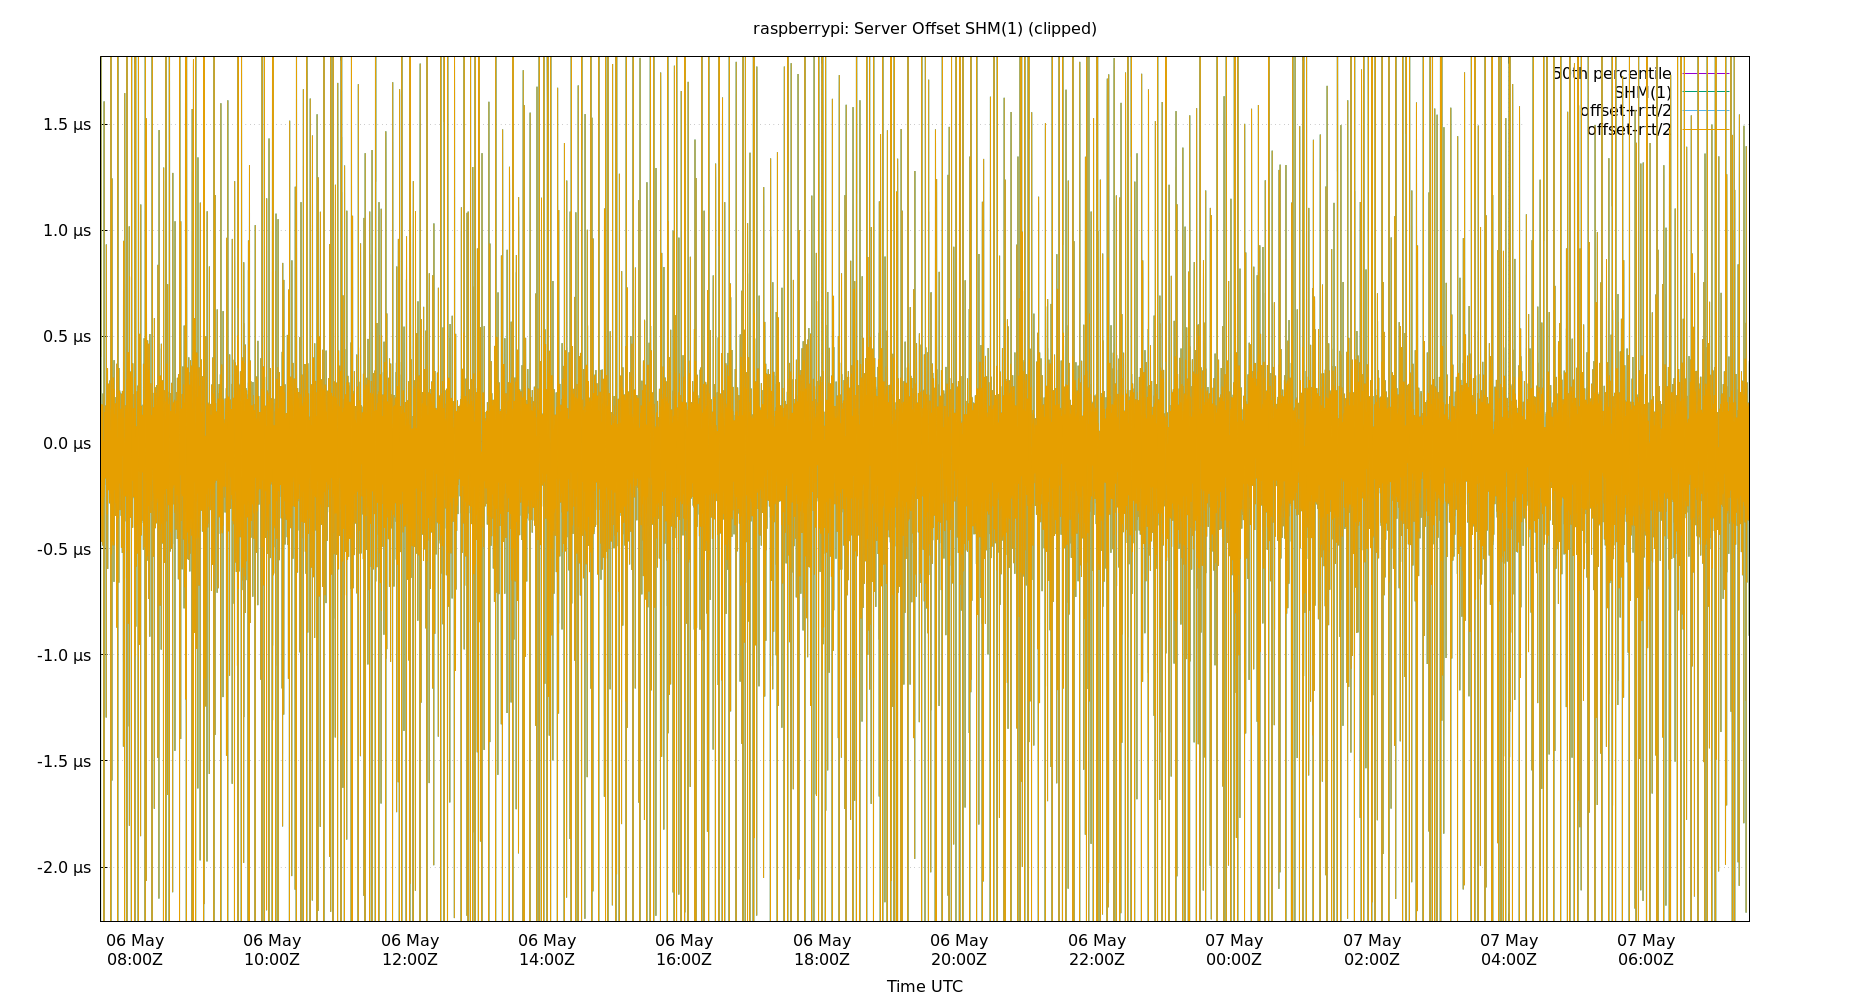 raspberrypi: Server Offset SHM(1) (clipped)
50th percentile
SHM(1)
offset+rtt/2
offset-rtt/2
1.5 µs
1.0 µs
0.5 µs
0.0 µs
-0.5 µs
-1.0 µs
-1.5 µs
-2.0 µs
06 May 06 May 06 May 06 May 06 May 06 May 06 May 06 May 07 May 07 May 07 May 07 May
08:00Z 10:00Z 12:00Z 14:00Z 16:00Z 18:00Z 20:00Z 22:00Z 00:00Z 02:00Z 04:00Z 06:00Z
Time UTC